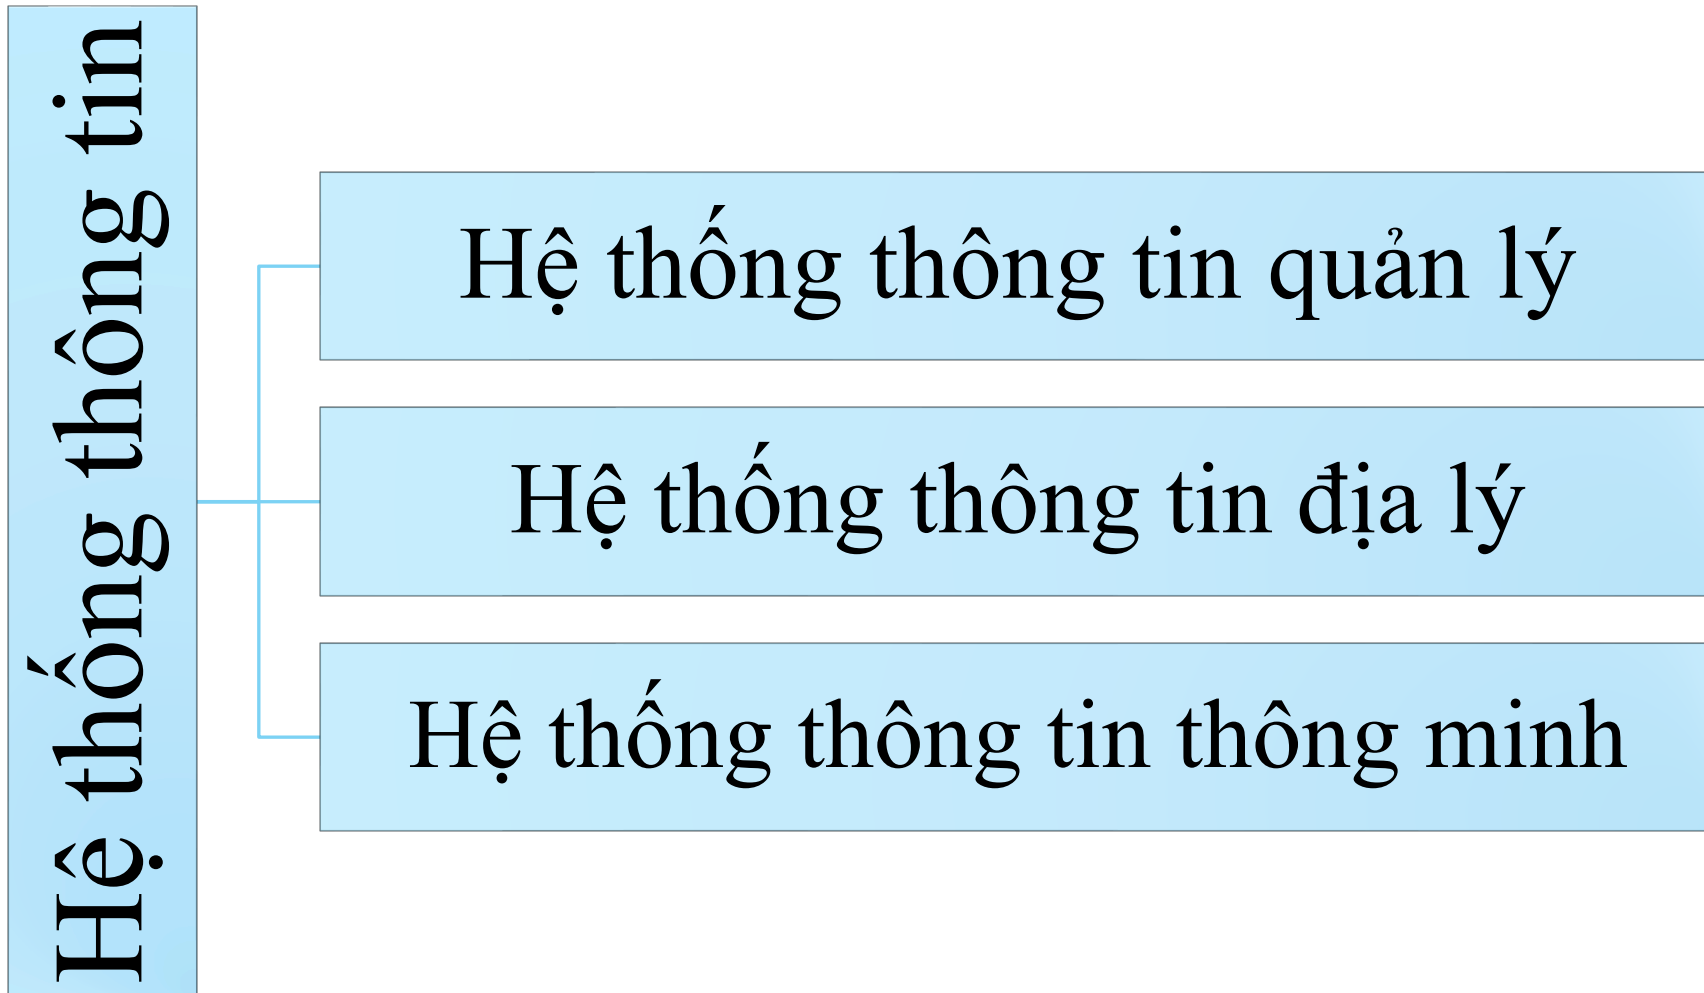 Hệ thống thông tin
Hệ thống thông tin quản lý
Hệ thống thông tin địa lý
Hệ thống thông tin thông minh